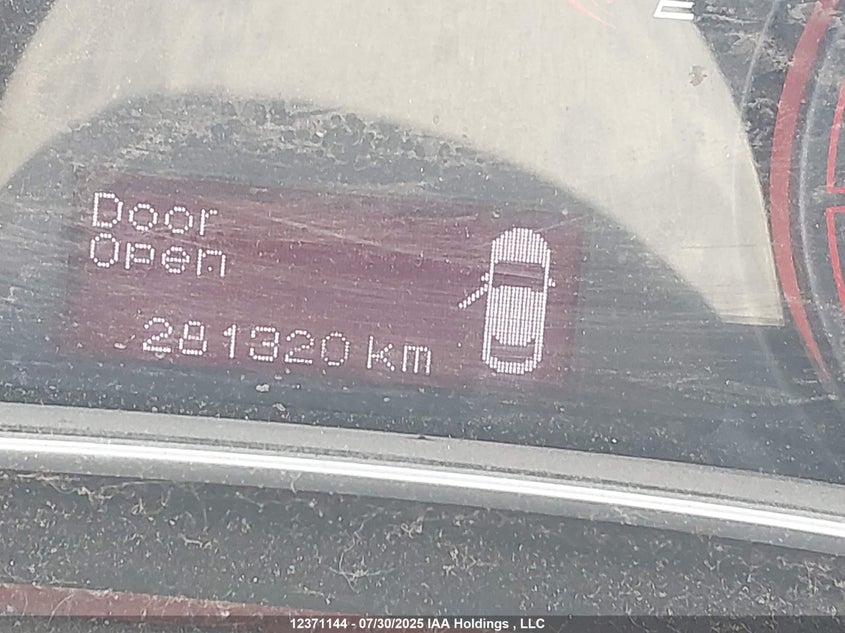 E
Door
Open
281320 km
12371144 - 07/30/2025 IAA Holdings , LLC